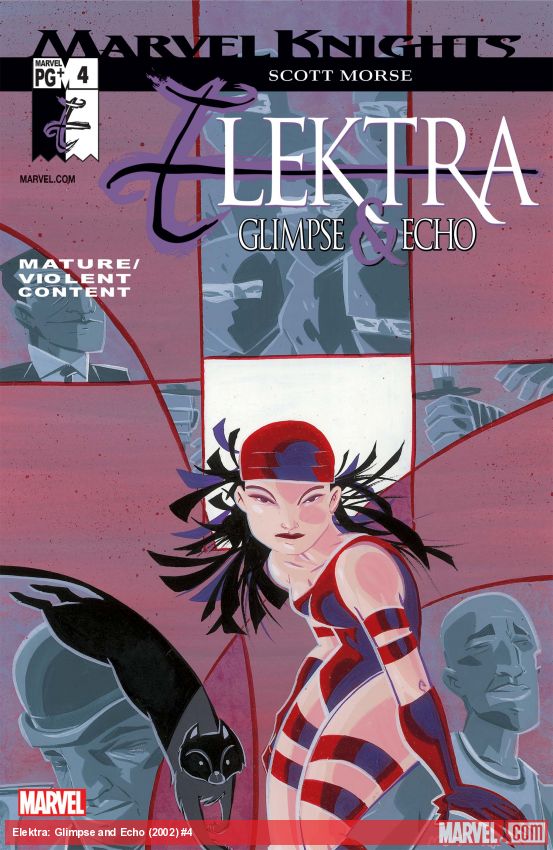 MARVEL KNIGHTS
SCOTT MORSE
MARVEL
PG+ 4
MARVEL.COM
ELEKTRA
GLIMPSE & ECHO
MATURE/
VIOLENT
CONTENT
MARVEL
Elektra: Glimpse and Echo (2002) #4
MARVEL.com